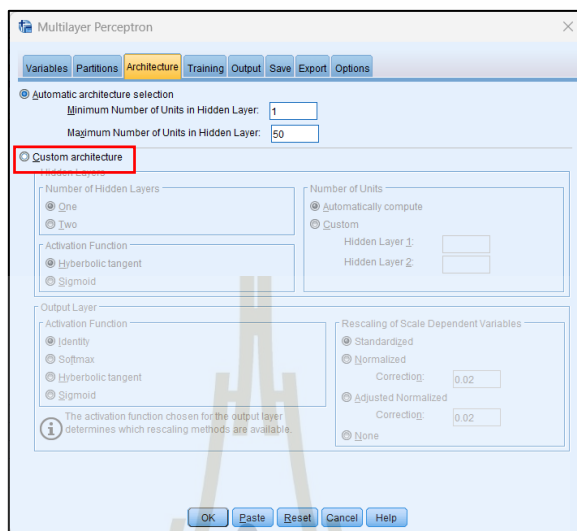 Multilayer Perceptron
Variables Partitions Architecture Training Output Save Export Options
Automatic architecture selection
Minimum Number of Units in Hidden Layer: 1
Maximum Number of Units in Hidden Layer: 50
Custom architecture
Hidden Layers
Number of Hidden Layers
One
Two
Activation Function
Hyberbolic tangent
Sigmoid
Number of Units
Automatically compute
Custom
Hidden Layer 1:
Hidden Layer 2:
Output Layer
Activation Function
Identity
Softmax
Hyberbolic tangent
Sigmoid
The activation function chosen for the output layer
determines which rescaling methods are available.
Rescaling of Scale Dependent Variables
Standardized
Normalized
Correction: 0.02
Adjusted Normalized
Correction: 0.02
None
OK Paste Reset Cancel Help